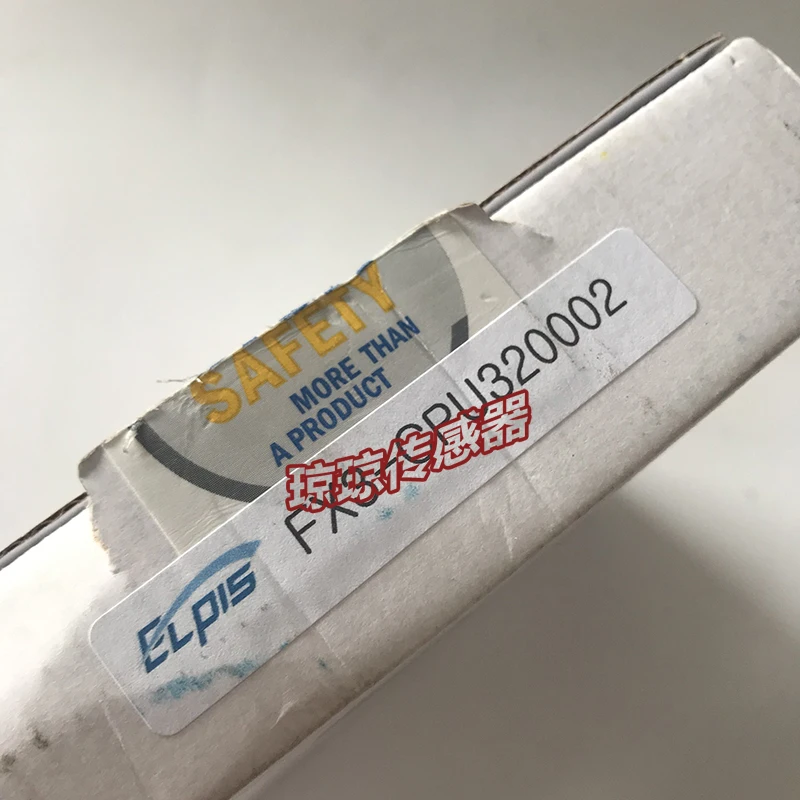 SAFETY
MORE THAN
A PRODUCT
FX3-CPU320002
琼琼传感器
ELPIS